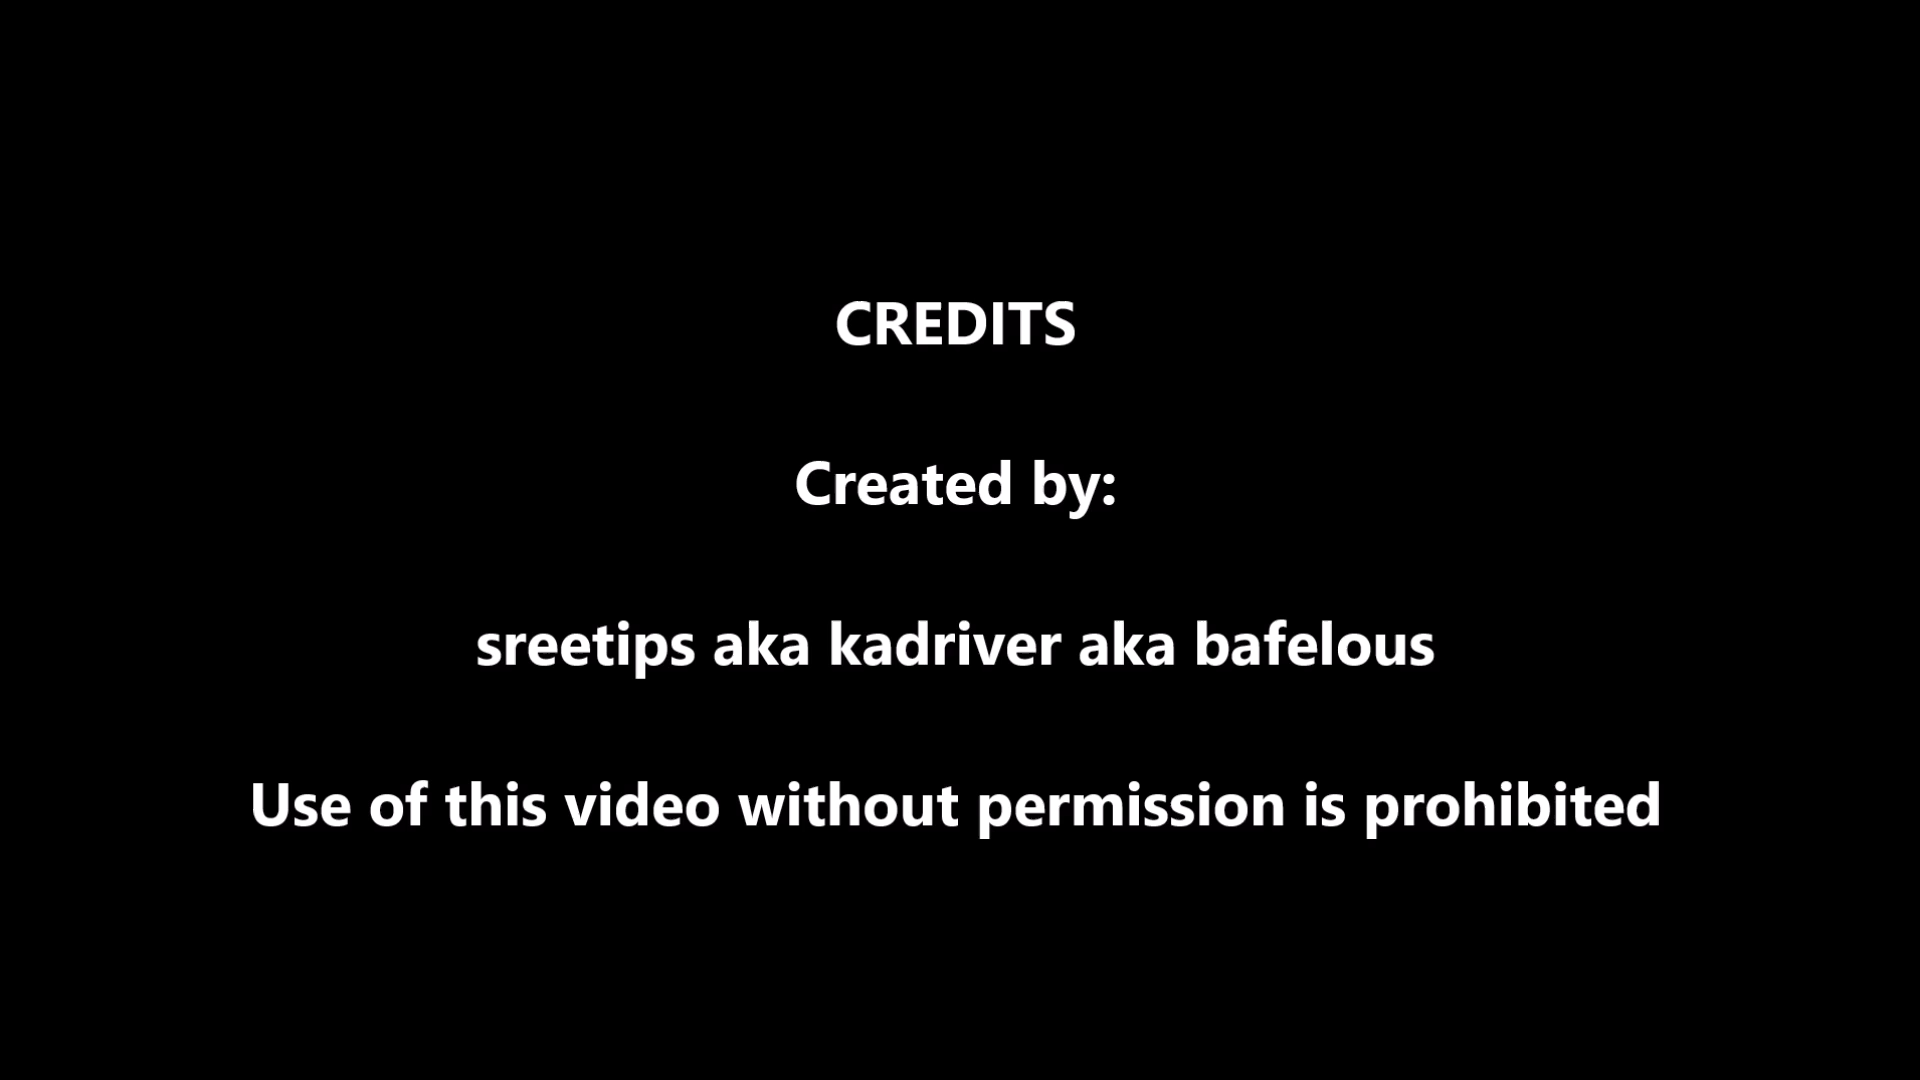 CREDITS
Created by:
sreetips aka kadriver aka bafelous
Use of this video without permission is prohibited